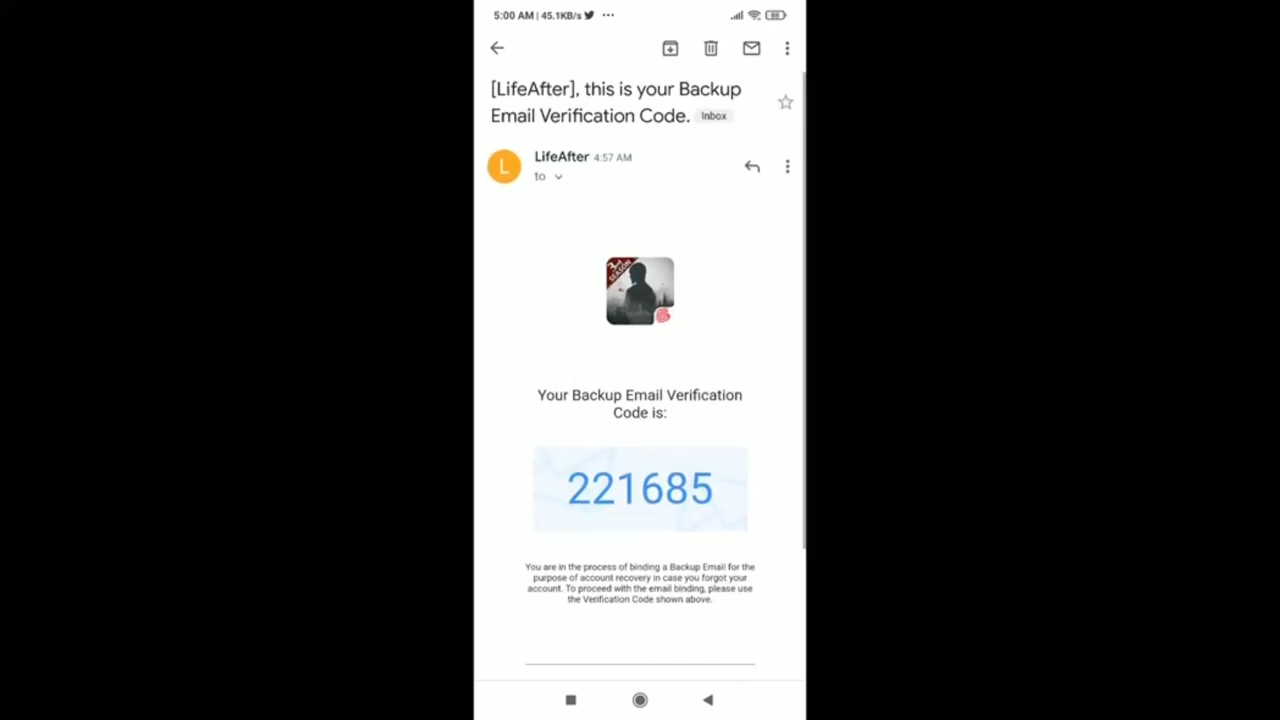 5:00 AM | 45.1KB/s
[LifeAfter], this is your Backup
Email Verification Code. Inbox
L
LifeAfter 4:57 AM
to
3rd
SEASON
Your Backup Email Verification
Code is:
221685
You are in the process of binding a Backup Email for the
purpose of account recovery in case you forgot your
account. To proceed with the email binding, please use
the Verification Code shown above.